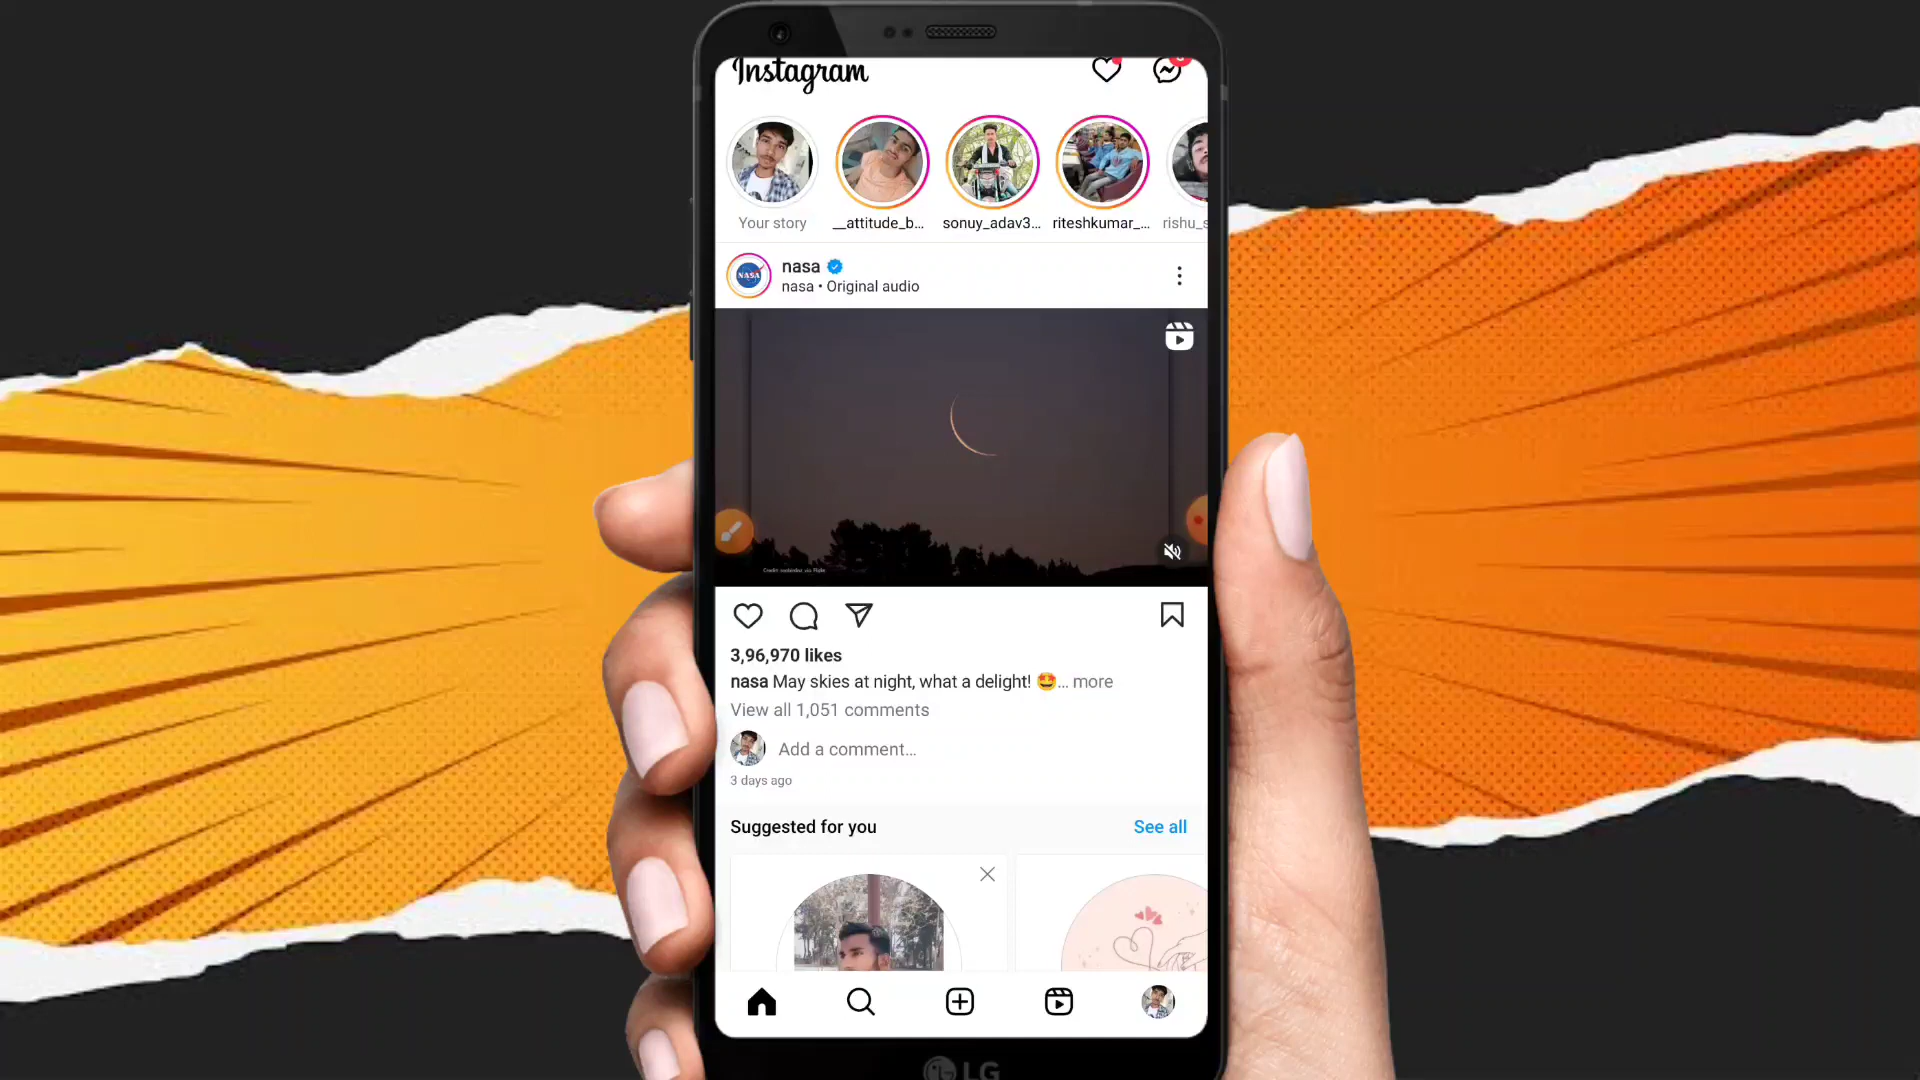 Instagram
Your story
__attitude_b...
sonuy_adav3...
riteshkumar_...
rishu_s
NASA
nasa
nasa • Original audio
3,96,970 likes
nasa May skies at night, what a delight! 🤩... more
View all 1,051 comments
Add a comment...
3 days ago
Suggested for you
See all
LG